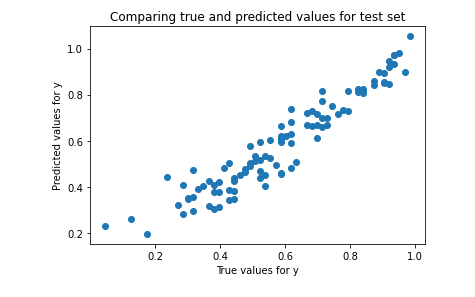 Comparing true and predicted values for test set
Predicted values for y
1.0
0.8
0.6
0.4
0.2
0.2 0.4 0.6 0.8 1.0
True values for y